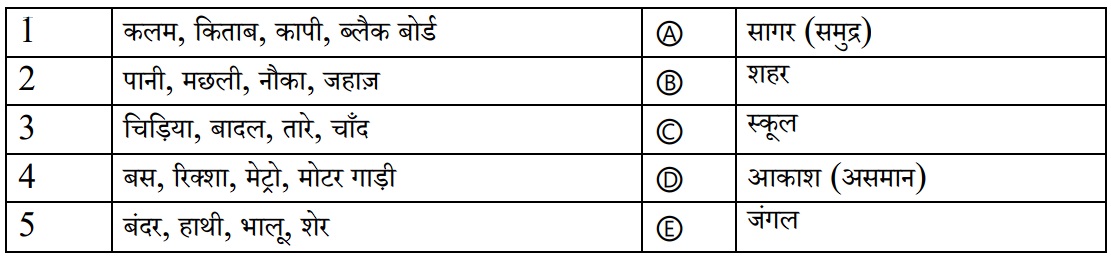 1 कलम, किताब, कापी, ब्लैक बोर्ड Ⓐ सागर (समुद्र)
2 पानी, मछली, नौका, जहाज़ Ⓑ शहर
3 चिड़िया, बादल, तारे, चाँद Ⓒ स्कूल
4 बस, रिक्शा, मेट्रो, मोटर गाड़ी Ⓓ आकाश (असमान)
5 बंदर, हाथी, भालू, शेर Ⓔ जंगल